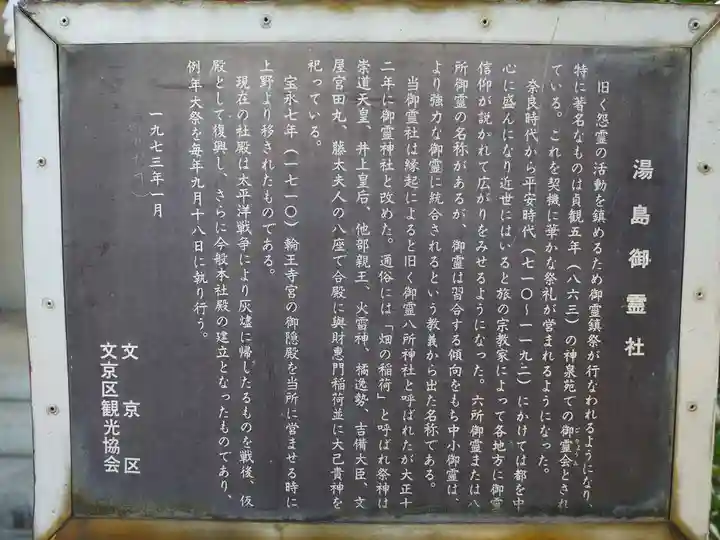 湯島御霊社
旧く怨霊の活動を鎮めるため御霊鎮祭が行なわれるようになり、
特に著名なものは貞観五年(八六三)の神泉苑での御霊会とされ
ている。これを契機に華かな祭礼が営まれるようになった。
奈良時代から平安時代(七一〇〜一一九二)にかけては都を中
心に盛んになり近世にはいると旅の宗教家によって各地方に御霊
信仰が説かれて広がりをみせるようになった。六所御霊または八
所御霊の名称があるが、御霊は習合する傾向をもち中小御霊は、
より強力な御霊に統合されるという教義から出た名称である。
当御霊社は縁起によると旧く御霊八所神社と呼ばれたが大正十
二年に御霊神社と改めた。通俗には「畑の稲荷」と呼ばれ祭神は
崇道天皇、井上皇后、他部親王、火雷神、橘逸勢、吉備大臣、文
屋宮田丸、藤太夫人の八座で合殿に與財恵門稲荷並に大己貴神を
祀っている。
宝永七年(一七一〇)輪王寺宮の御隠殿を当所に営ませる時に
上野より移されたものである。
現在の社殿は太平洋戦争により灰墟に帰したるものを戦後、仮
殿として復興し、さらに今般本社殿の建立となったものであり、
例年大祭を毎年九月十八日に執り行う。
一九七三年一月
文京区
文京区観光協会